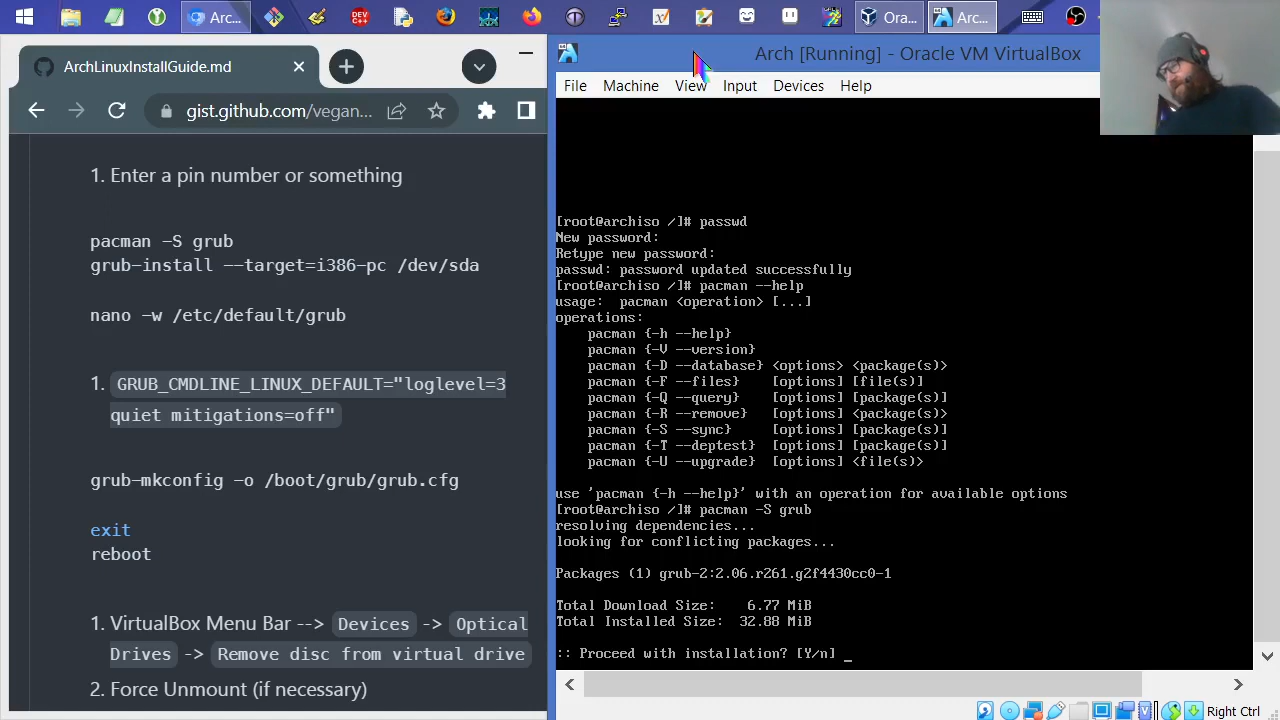 Arc...
Ora...
Arc...
ArchLinuxInstallGuide.md
gist.github.com/vegan...
1. Enter a pin number or something
pacman -S grub
grub-install --target=i386-pc /dev/sda
nano -w /etc/default/grub
1. GRUB_CMDLINE_LINUX_DEFAULT="loglevel=3
quiet mitigations=off"
grub-mkconfig -o /boot/grub/grub.cfg
exit
reboot
1. VirtualBox Menu Bar --> Devices -> Optical
Drives -> Remove disc from virtual drive
2. Force Unmount (if necessary)
Arch [Running] - Oracle VM VirtualBox
File Machine View Input Devices Help
[root@archiso /]# passwd
New password:
Retype new password:
passwd: password updated successfully
[root@archiso /]# pacman --help
usage:  pacman <operation> [...]
operations:
    pacman {-h --help}
    pacman {-V --version}
    pacman {-D --database} <options> <package(s)>
    pacman {-F --files}    [options] [file(s)]
    pacman {-Q --query}    [options] [package(s)]
    pacman {-R --remove}   [options] <package(s)>
    pacman {-S --sync}     [options] [package(s)]
    pacman {-T --deptest}  [options] [package(s)]
    pacman {-U --upgrade}  [options] <file(s)>
use 'pacman {-h --help}' with an operation for available options
[root@archiso /]# pacman -S grub
resolving dependencies...
looking for conflicting packages...
Packages (1) grub-2:2.06.r261.g2f4430cc0-1
Total Download Size:    6.77 MiB
Total Installed Size:  32.88 MiB
:: Proceed with installation? [Y/n] _
Right Ctrl